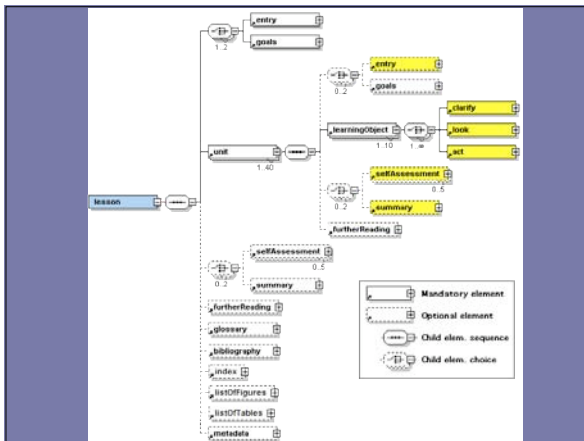 entry
1..2
goals
entry
0..2
goals
clarify
learningObject
look
1..10
1..∞
unit
act
1..40
selfAssessment
0..5
0..2
lesson
summary
furtherReading
selfAssessment
0..5
0..2
summary
furtherReading
glossary
bibliography
index
listOfFigures
listOfTables
metadata
Mandatory element
Optional element
Child elem. sequence
Child elem. choice